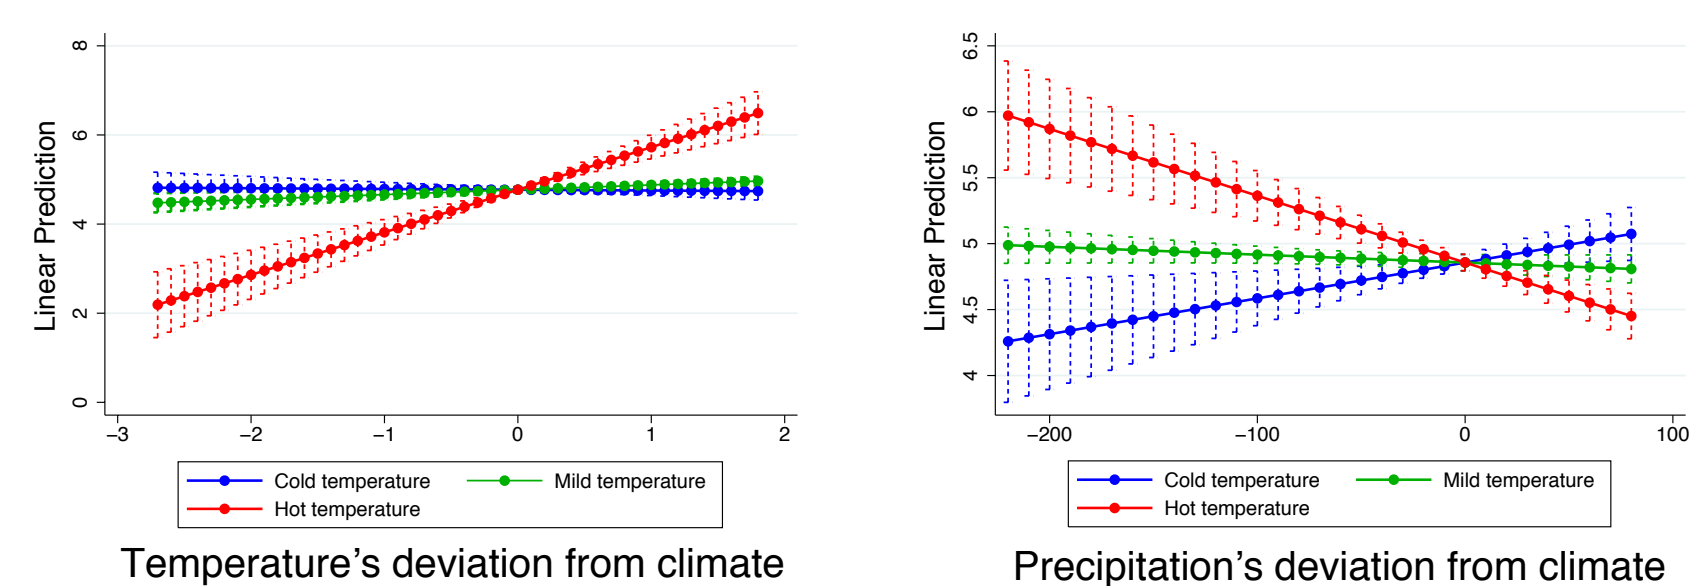 8
6
4
2
0
Linear Prediction
−3 −2 −1 0 1 2
Cold temperature Mild temperature
Hot temperature
Temperature's deviation from climate
6.5
6
5.5
5
4.5
4
Linear Prediction
−200 −100 0 100
Cold temperature Mild temperature
Hot temperature
Precipitation's deviation from climate